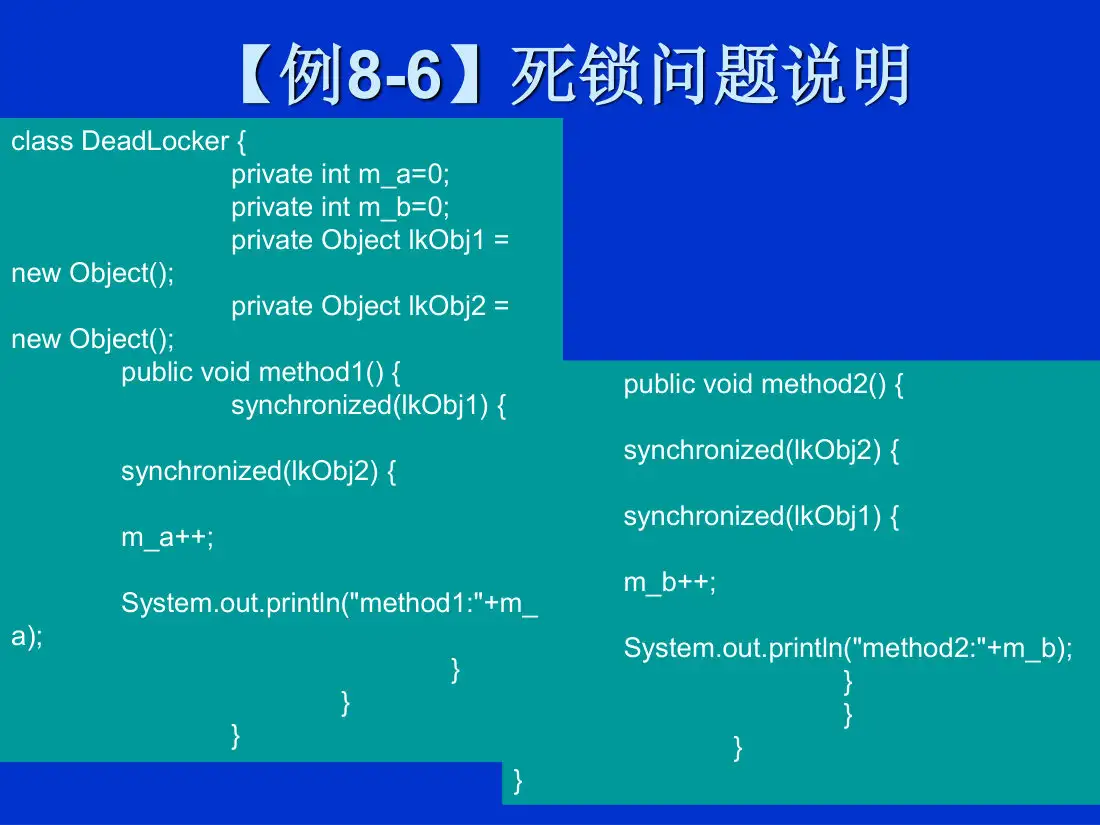 【例8-6】死锁问题说明
class DeadLocker {
private int m_a=0;
private int m_b=0;
private Object lkObj1 =
new Object();
private Object lkObj2 =
new Object();
public void method1() {
synchronized(lkObj1) {
synchronized(lkObj2) {
m_a++;
System.out.println("method1:"+m_
a);
}
}
}
public void method2() {
synchronized(lkObj2) {
synchronized(lkObj1) {
m_b++;
System.out.println("method2:"+m_b);
}
}
}
}